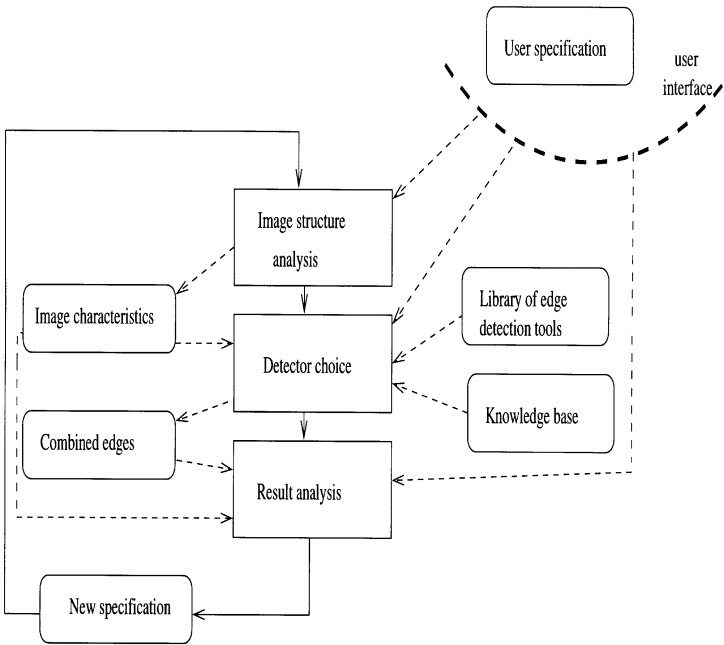 User specification
user
interface
Image structure
analysis
Image characteristics
Library of edge
detection tools
Detector choice
Knowledge base
Combined edges
Result analysis
New specification